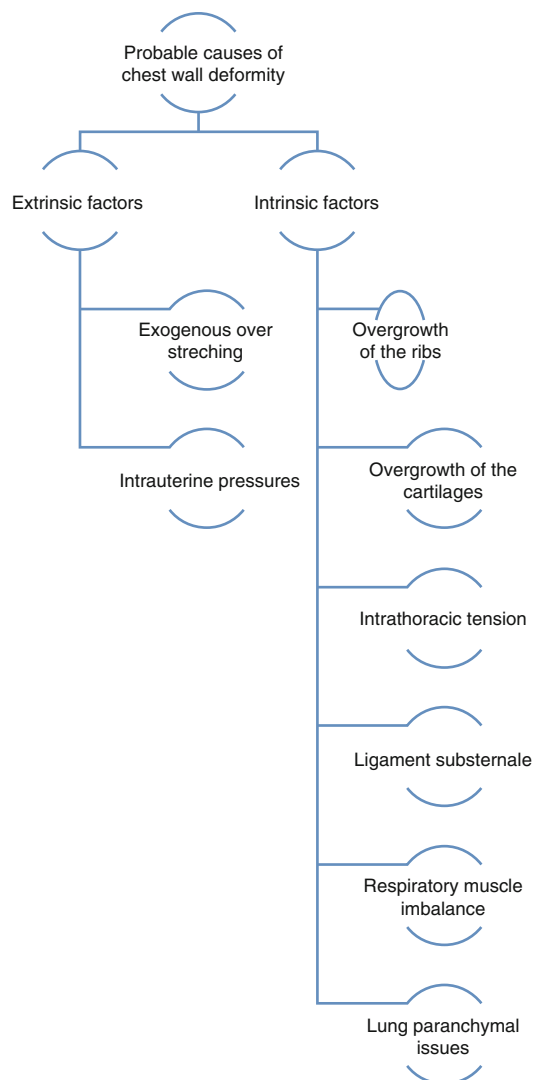 Probable causes of
chest wall deformity
Extrinsic factors
Intrinsic factors
Exogenous over
streching
Intrauterine pressures
Overgrowth
of the ribs
Overgrowth of the
cartilages
Intrathoracic tension
Ligament substernale
Respiratory muscle
imbalance
Lung paranchymal
issues